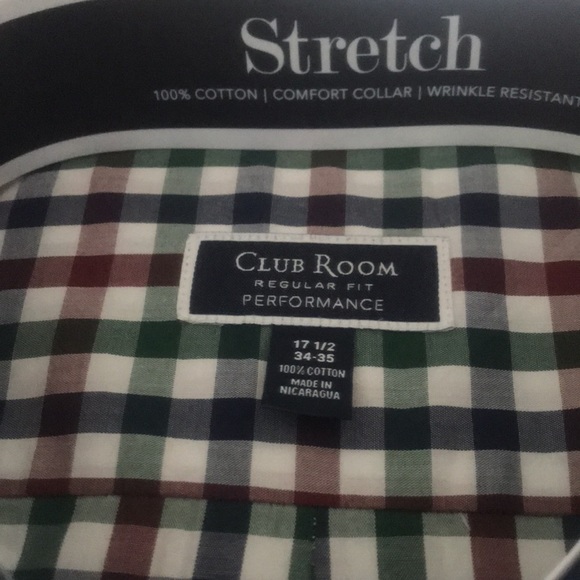 Stretch
100% COTTON | COMFORT COLLAR | WRINKLE RESISTANT
CLUB ROOM
REGULAR FIT
PERFORMANCE
17 1/2
34-35
100% COTTON
MADE IN
NICARAGUA